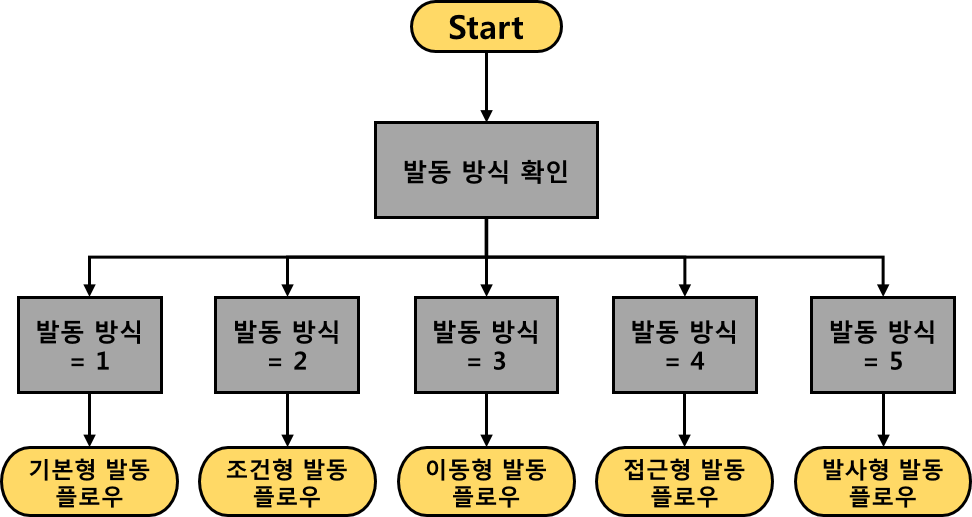 Start
발동 방식 확인
발동 방식
= 1
발동 방식
= 2
발동 방식
= 3
발동 방식
= 4
발동 방식
= 5
기본형 발동
플로우
조건형 발동
플로우
이동형 발동
플로우
접근형 발동
플로우
발사형 발동
플로우